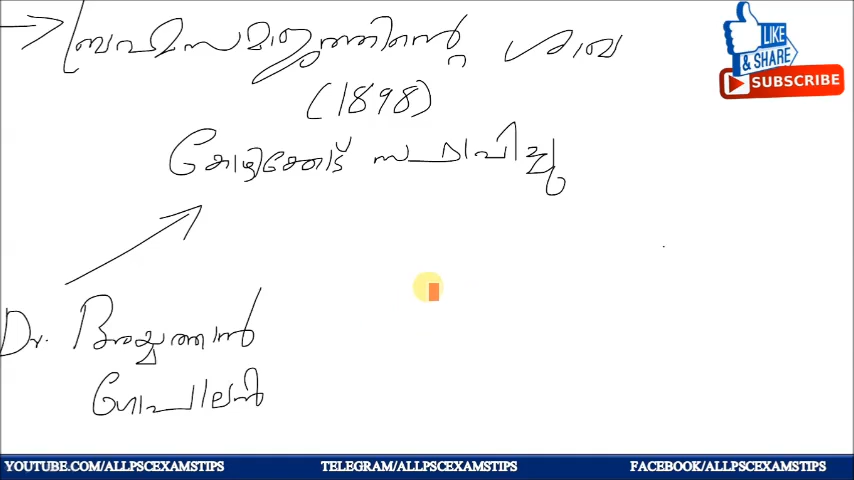 ബ്രഹ്മസമാജത്തിന്റെ ശാഖ
(1898)
കോഴിക്കോട് സ്ഥാപിച്ചു
Dr. അയ്യത്താൻ
ഗോപാലൻ
LIKE
& SHARE
SUBSCRIBE
YOUTUBE.COM/ALLPSCEXAMSTIPS
TELEGRAM/ALLPSCEXAMSTIPS
FACEBOOK/ALLPSCEXAMSTIPS